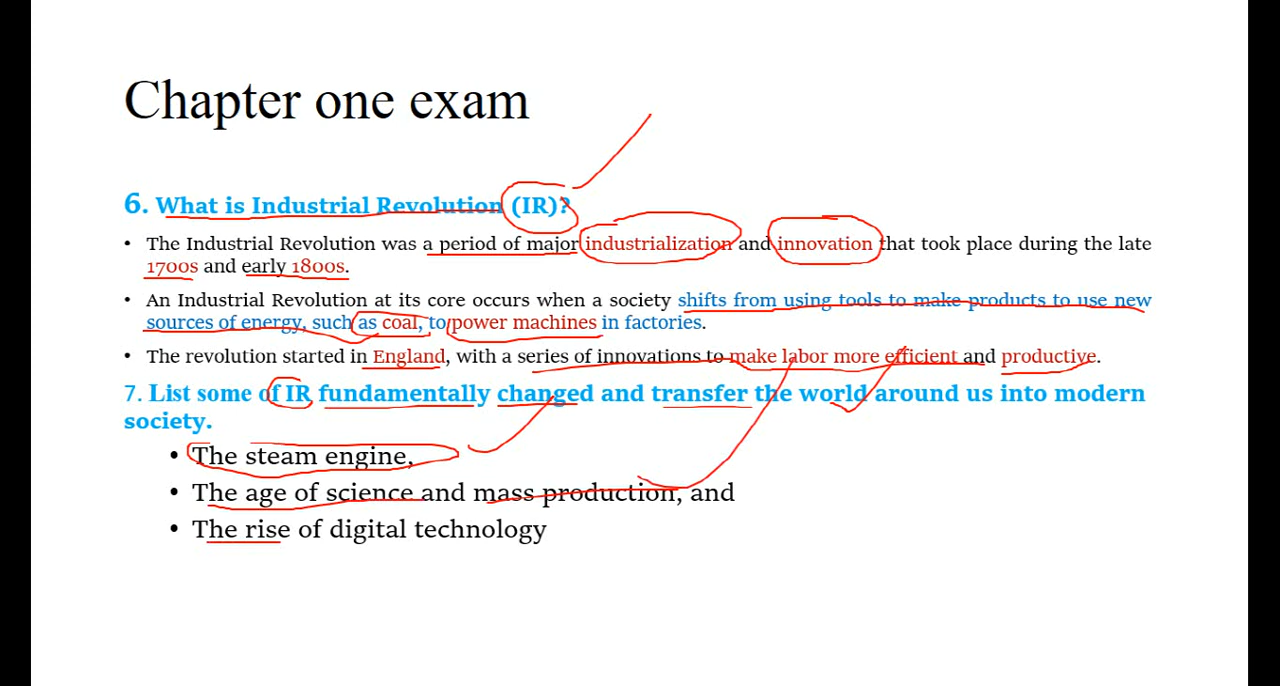 Chapter one exam
6. What is Industrial Revolution (IR)?
• The Industrial Revolution was a period of major industrialization and innovation that took place during the late
1700s and early 1800s.
• An Industrial Revolution at its core occurs when a society shifts from using tools to make products to use new
sources of energy, such as coal, to power machines in factories.
• The revolution started in England, with a series of innovations to make labor more efficient and productive.
7. List some of IR fundamentally changed and transfer the world around us into modern
society.
• The steam engine,
• The age of science and mass production, and
• The rise of digital technology